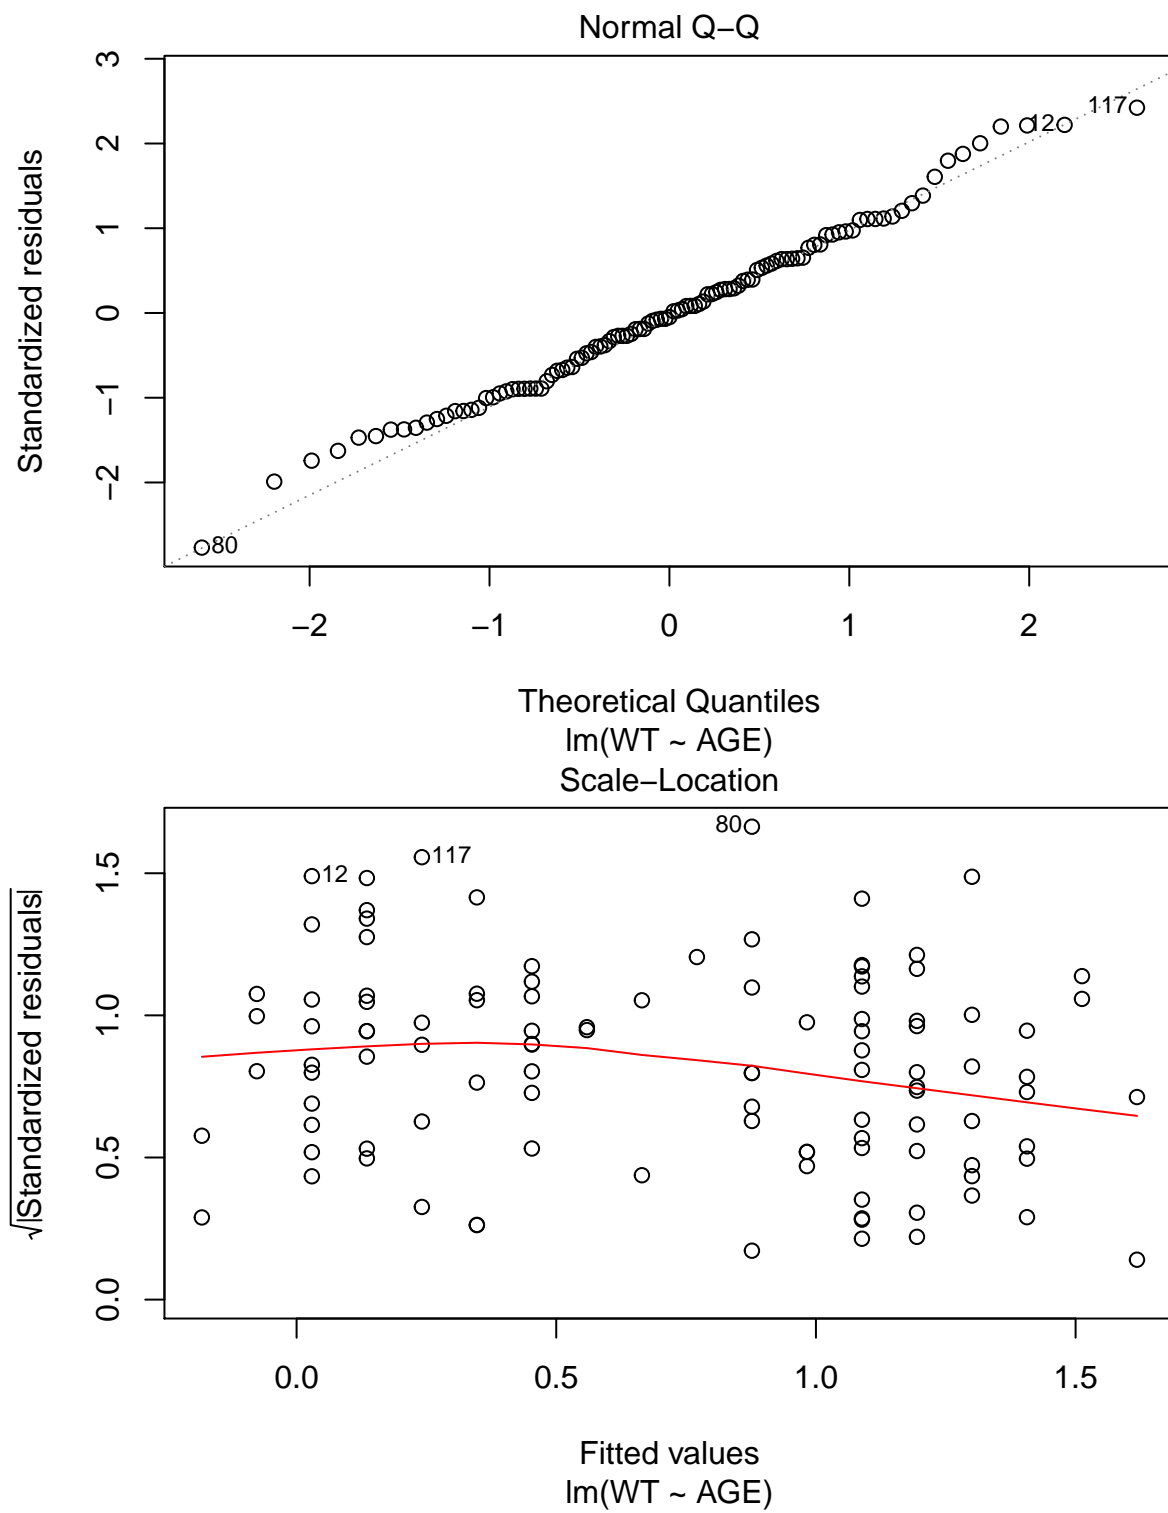 Normal Q−Q
Standardized residuals
3
2
1
0
−1
−2
117
12
80
−2 −1 0 1 2
Theoretical Quantiles
lm(WT ~ AGE)
Scale−Location
√|Standardized residuals|
1.5
1.0
0.5
0.0
80
117
12
0.0 0.5 1.0 1.5
Fitted values
lm(WT ~ AGE)